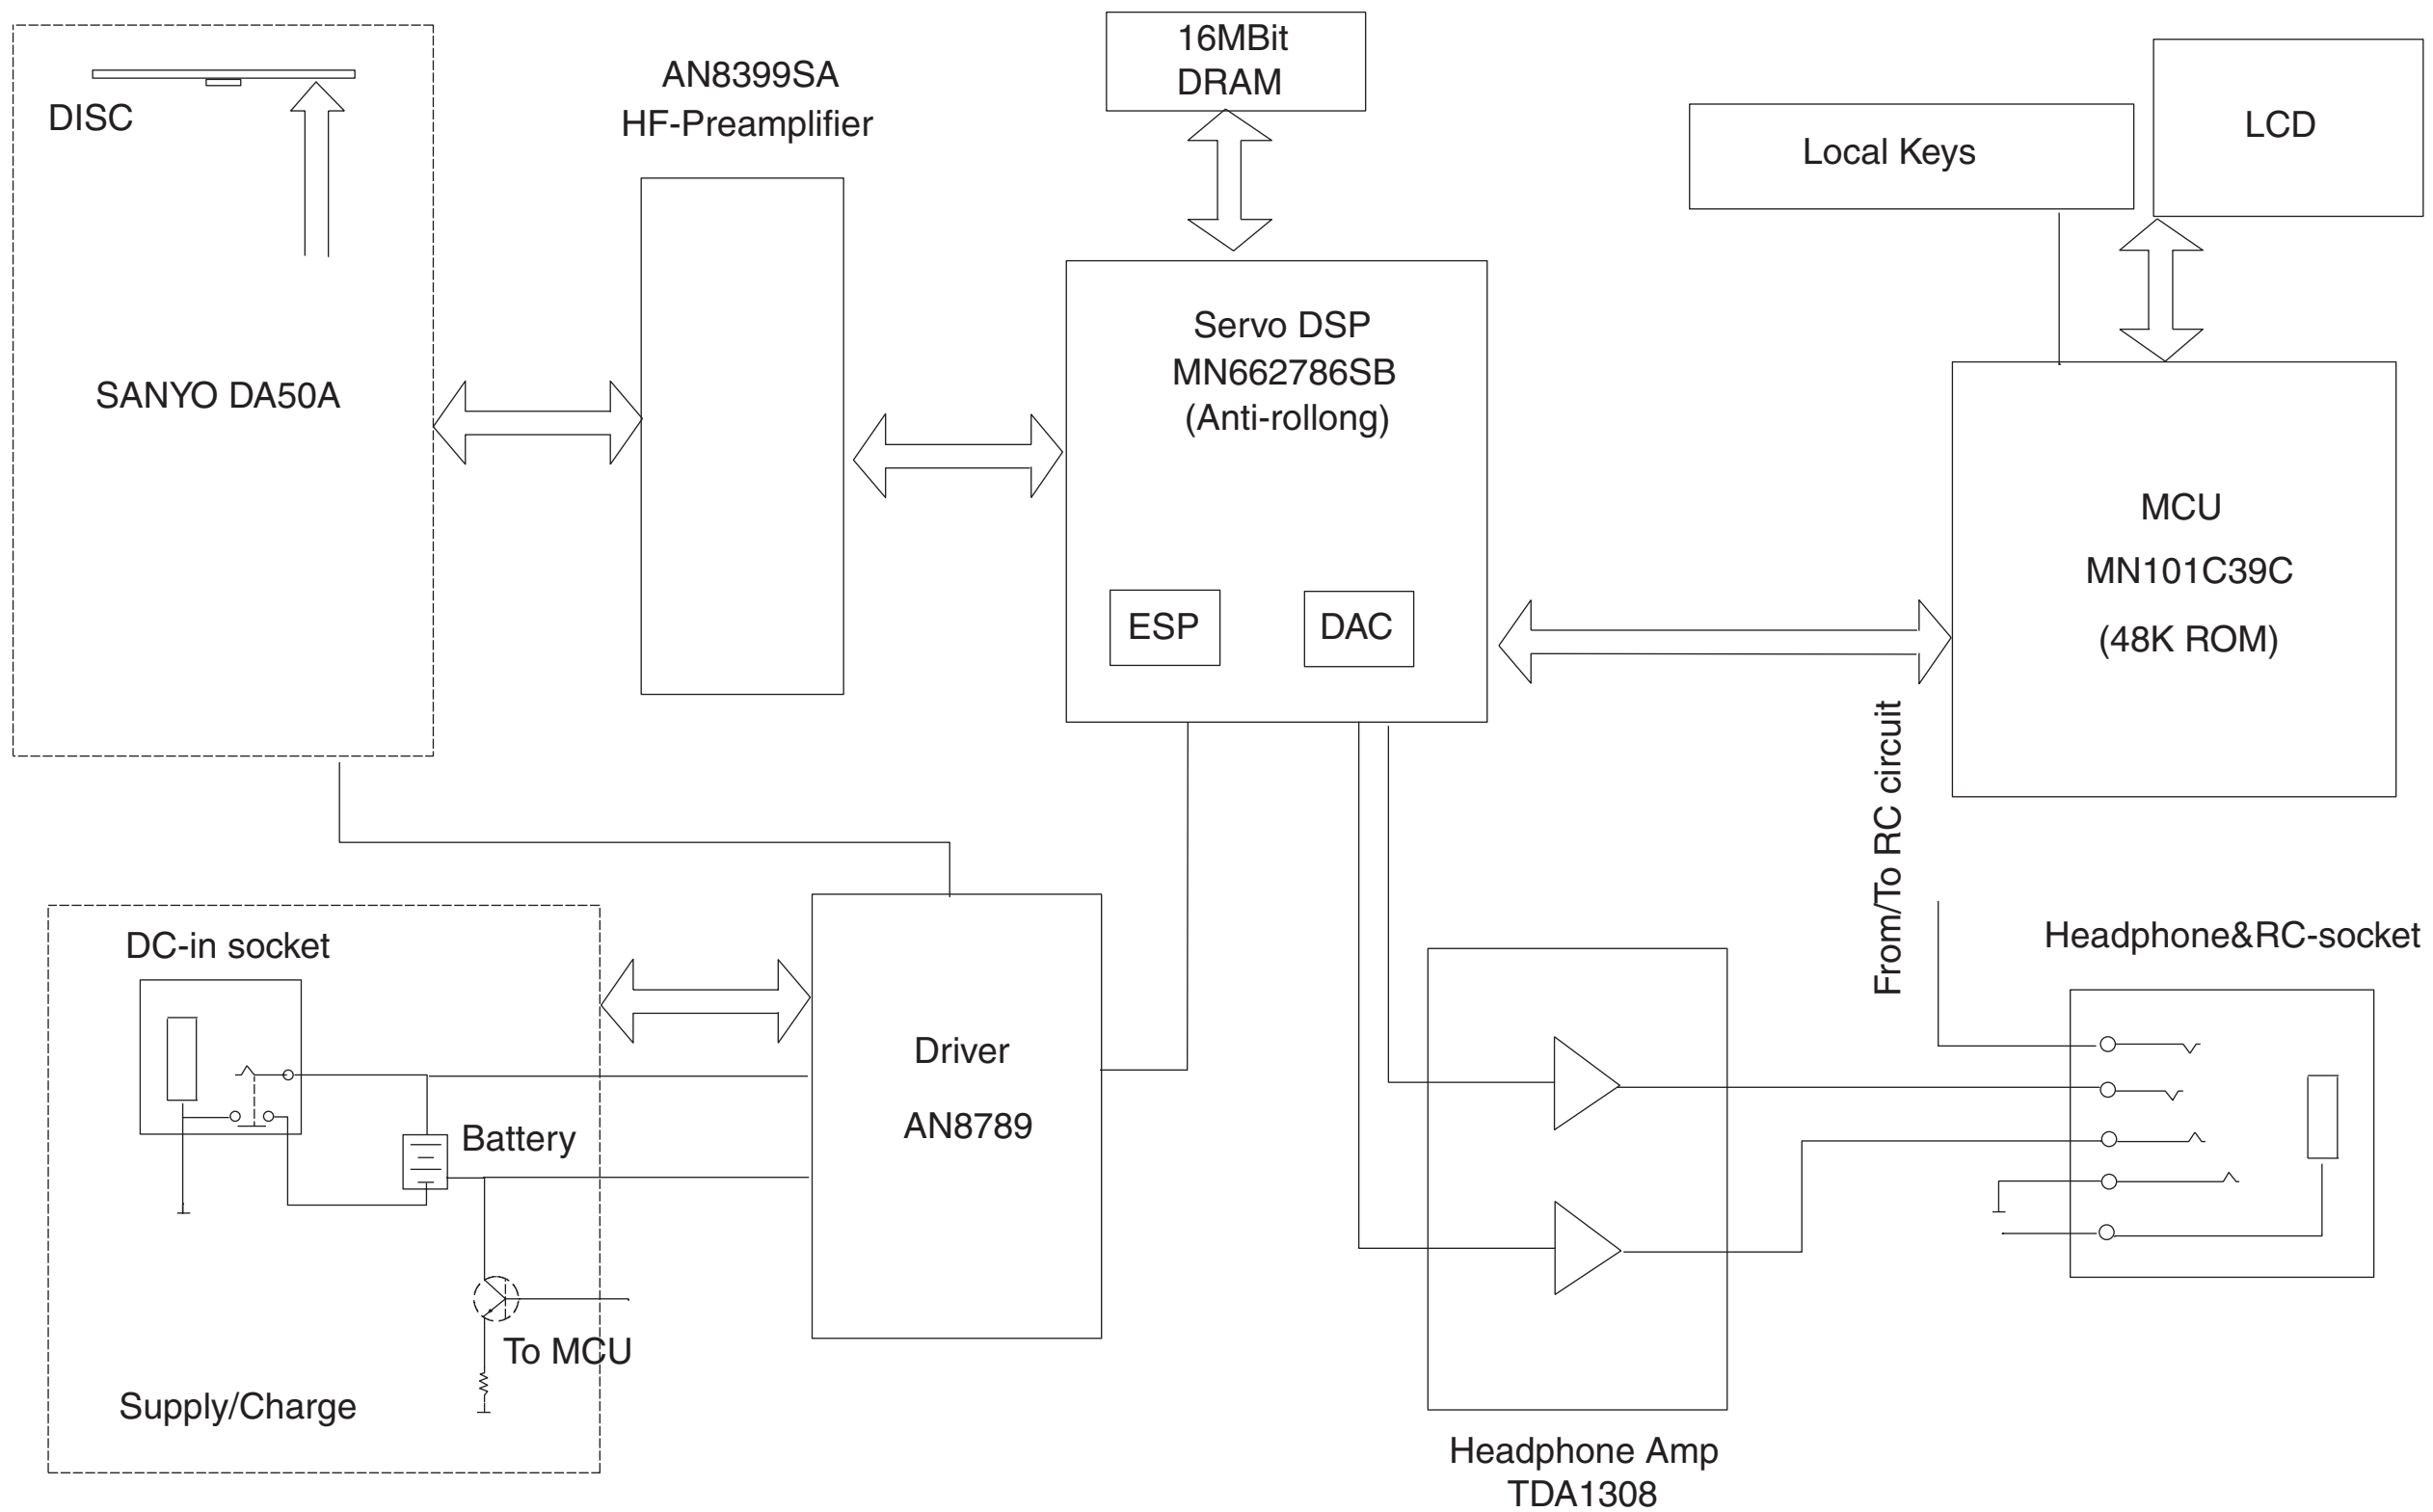 DISC
SANYO DA50A
AN8399SA
HF-Preamplifier
16MBit
DRAM
Servo DSP
MN662786SB
(Anti-rollong)
ESP
DAC
Local Keys
LCD
MCU
MN101C39C
(48K ROM)
From/To RC circuit
Headphone&RC-socket
DC-in socket
Battery
To MCU
Supply/Charge
Driver
AN8789
Headphone Amp
TDA1308